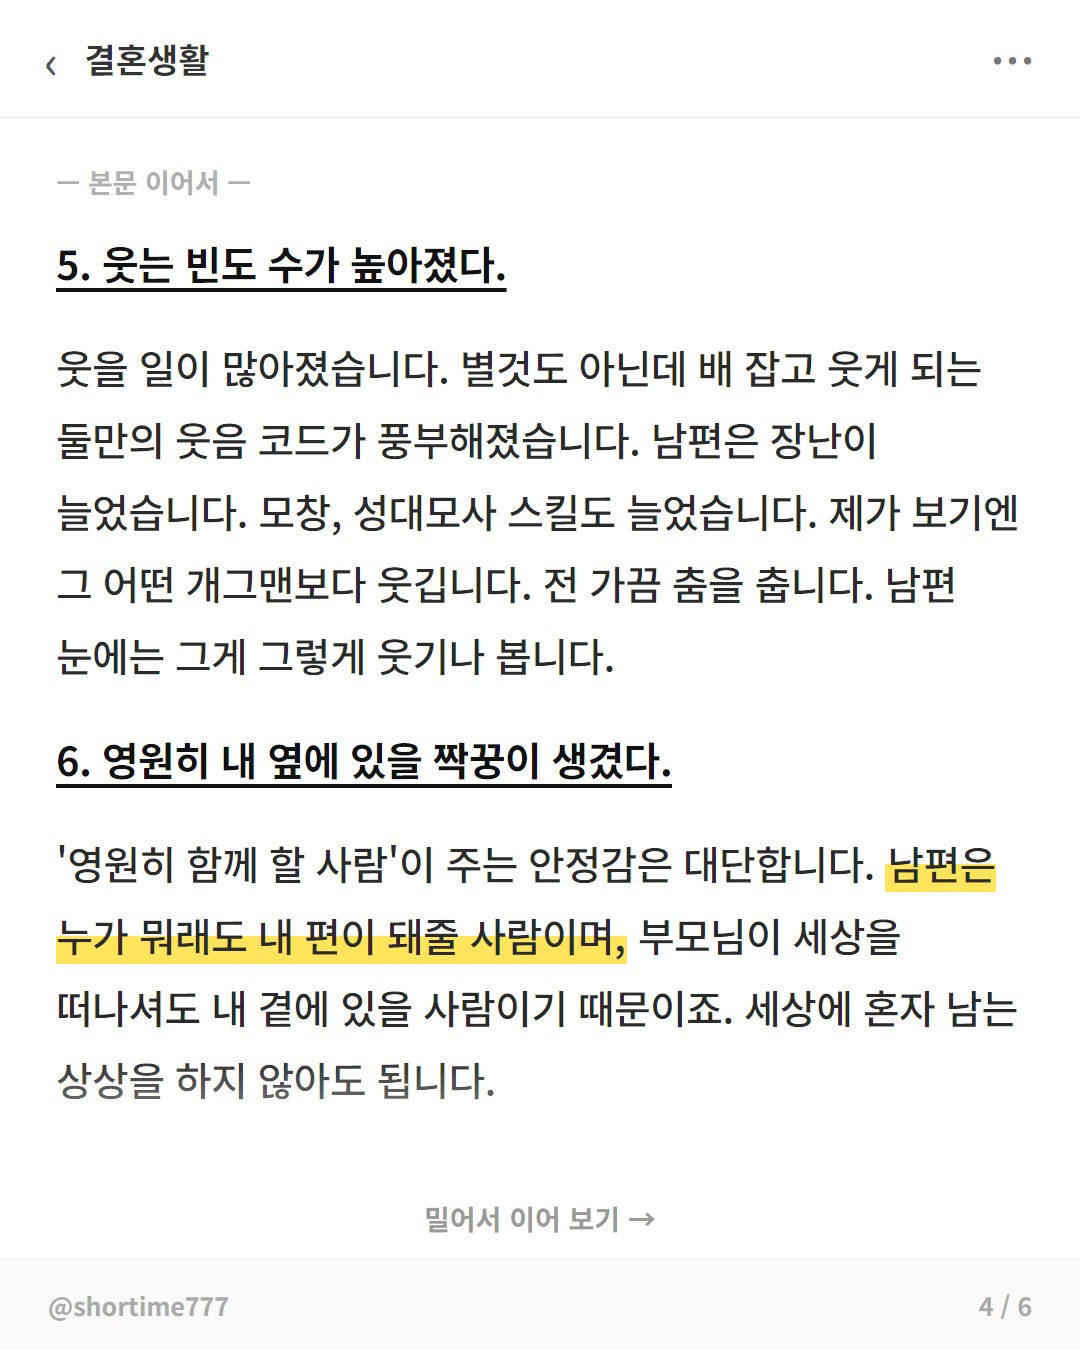 ‹ 결혼생활 •••
— 본문 이어서 —
5. 웃는 빈도 수가 높아졌다.
웃을 일이 많아졌습니다. 별것도 아닌데 배 잡고 웃게 되는
둘만의 웃음 코드가 풍부해졌습니다. 남편은 장난이
늘었습니다. 모창, 성대모사 스킬도 늘었습니다. 제가 보기엔
그 어떤 개그맨보다 웃깁니다. 전 가끔 춤을 춥니다. 남편
눈에는 그게 그렇게 웃기나 봅니다.
6. 영원히 내 옆에 있을 짝꿍이 생겼다.
'영원히 함께 할 사람'이 주는 안정감은 대단합니다. 남편은
누가 뭐래도 내 편이 돼줄 사람이며, 부모님이 세상을
떠나셔도 내 곁에 있을 사람이기 때문이죠. 세상에 혼자 남는
상상을 하지 않아도 됩니다.
밀어서 이어 보기 →
@shortime777
4 / 6